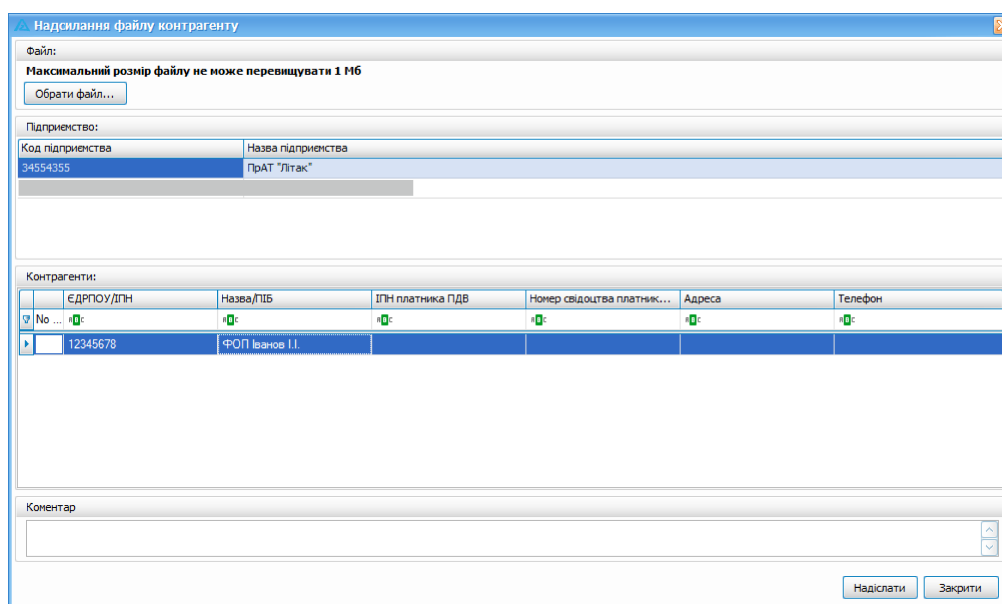 Надсилання файлу контрагенту
Файл:
Максимальний розмір файлу не може перевищувати 1 Мб
Обрати файл...
Підприємство:
Код підприємства Назва підприємства
34554355 ПрАТ "Літак"
Контрагенти:
ЄДРПОУ/ІПН Назва/ПІБ ІПН платника ПДВ Номер свідоцтва платник... Адреса Телефон
No ...
12345678 ФОП Іванов І.І.
Коментар
Надіслати Закрити